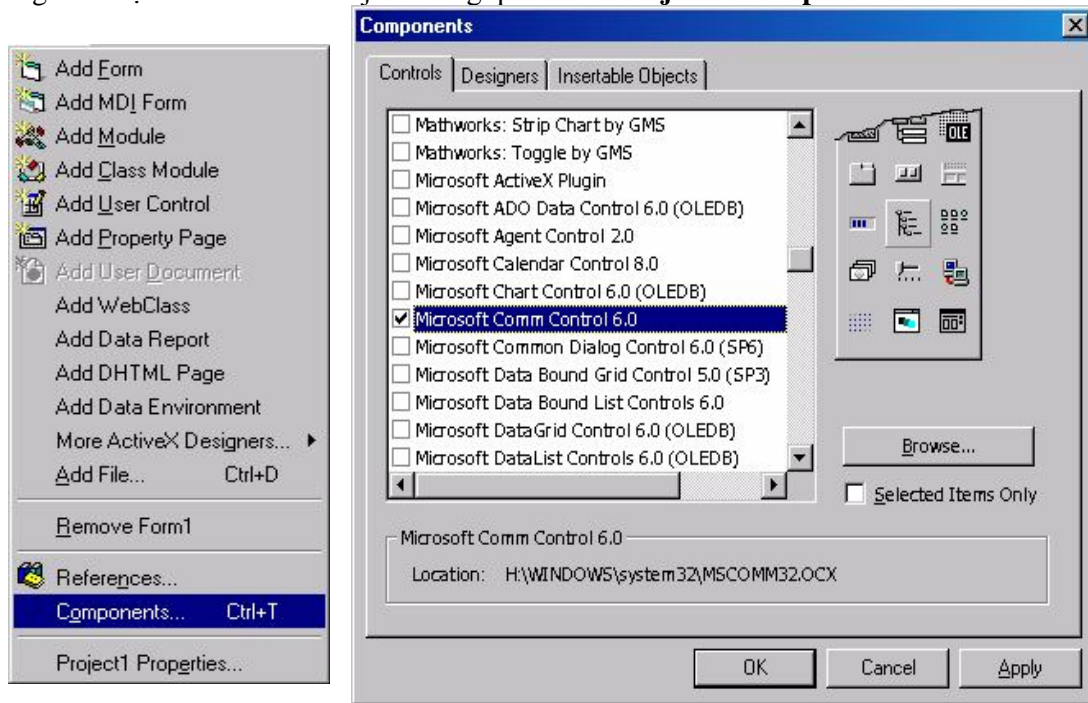 Components
Add Form
Add MDI Form
Add Module
Add Class Module
Add User Control
Add Property Page
Add User Document
Add WebClass
Add Data Report
Add DHTML Page
Add Data Environment
More ActiveX Designers...
Add File... Ctrl+D
Remove Form1
References...
Components... Ctrl+T
Project1 Properties...
Controls Designers Insertable Objects
Mathworks: Strip Chart by GMS
Mathworks: Toggle by GMS
Microsoft ActiveX Plugin
Microsoft ADO Data Control 6.0 (OLEDB)
Microsoft Agent Control 2.0
Microsoft Calendar Control 8.0
Microsoft Chart Control 6.0 (OLEDB)
Microsoft Comm Control 6.0
Microsoft Common Dialog Control 6.0 (SP6)
Microsoft Data Bound Grid Control 5.0 (SP3)
Microsoft Data Bound List Controls 6.0
Microsoft DataGrid Control 6.0 (OLEDB)
Microsoft DataList Controls 6.0 (OLEDB)
OLE
Browse...
Selected Items Only
Microsoft Comm Control 6.0
Location: H:\WINDOWS\system32\MSCOMM32.OCX
OK Cancel Apply